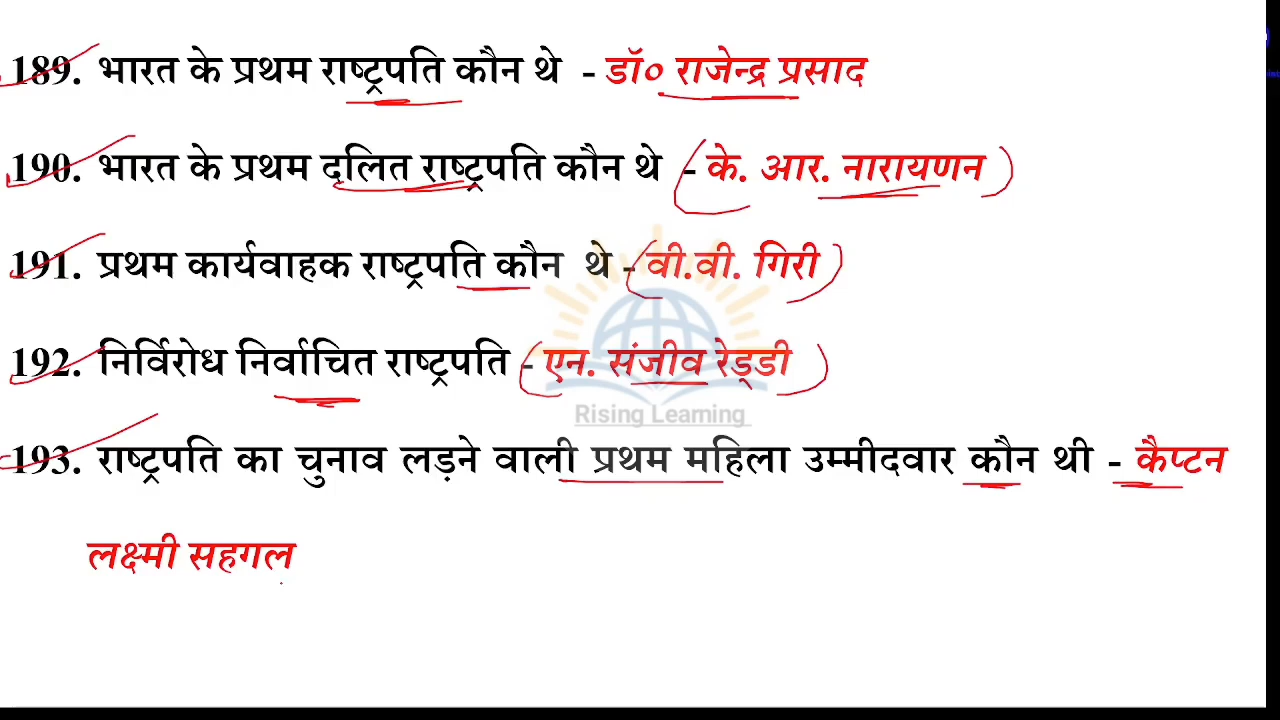 189. भारत के प्रथम राष्ट्रपति कौन थे - डॉ० राजेन्द्र प्रसाद
190. भारत के प्रथम दलित राष्ट्रपति कौन थे - के. आर. नारायणन
191. प्रथम कार्यवाहक राष्ट्रपति कौन थे - वी.वी. गिरी
192. निर्विरोध निर्वाचित राष्ट्रपति - एन. संजीव रेड्डी
Rising Learning
193. राष्ट्रपति का चुनाव लड़ने वाली प्रथम महिला उम्मीदवार कौन थी - कैप्टन
लक्ष्मी सहगल